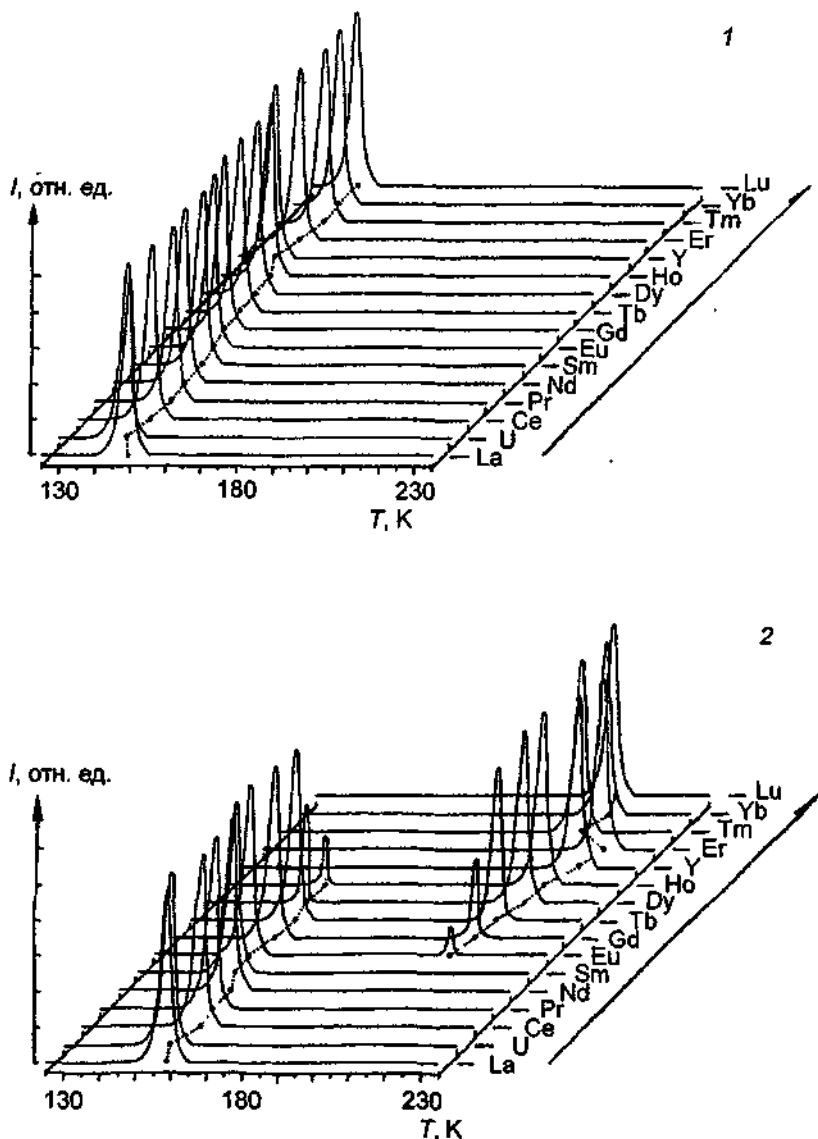 1
I, отн. ед.
Lu
Yb
Tm
Er
Y
Ho
Dy
Tb
Gd
Eu
Sm
Nd
Pr
Ce
U
La
130 180 230
T, K
2
I, отн. ед.
Lu
Yb
Tm
Er
Y
Ho
Dy
Tb
Gd
Eu
Sm
Nd
Pr
Ce
U
La
130 180 230
T, K